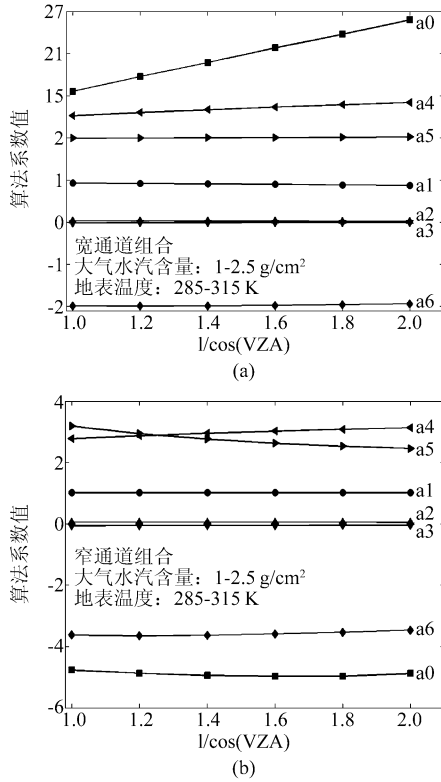 27
21
15
2
1
0
-1
-2
算法系数值
a0
a4
a5
a1
a2
a3
a6
宽通道组合
大气水汽含量：1-2.5 g/cm²
地表温度：285-315 K
1.0 1.2 1.4 1.6 1.8 2.0
l/cos(VZA)
(a)
4
2
0
-2
-4
-6
算法系数值
a4
a5
a1
a2
a3
a6
a0
窄通道组合
大气水汽含量：1-2.5 g/cm²
地表温度：285-315 K
1.0 1.2 1.4 1.6 1.8 2.0
l/cos(VZA)
(b)